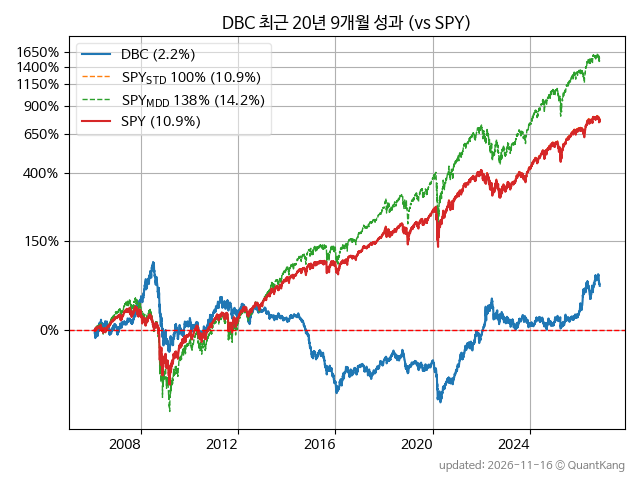 DBC 최근 20년 9개월 성과 (vs SPY)
1650%
1400%
1150%
900%
650%
400%
150%
0%
DBC (2.2%)
SPY_STD 100% (10.9%)
SPY_MDD 138% (14.2%)
SPY (10.9%)
2008 2012 2016 2020 2024
updated: 2026-11-16 © QuantKang